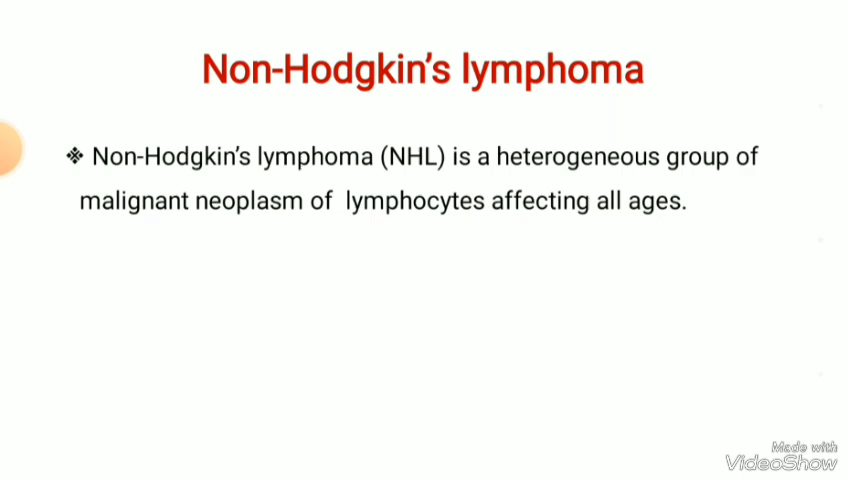 Non-Hodgkin's lymphoma
❖ Non-Hodgkin's lymphoma (NHL) is a heterogeneous group of
malignant neoplasm of lymphocytes affecting all ages.
Made with
VideoShow